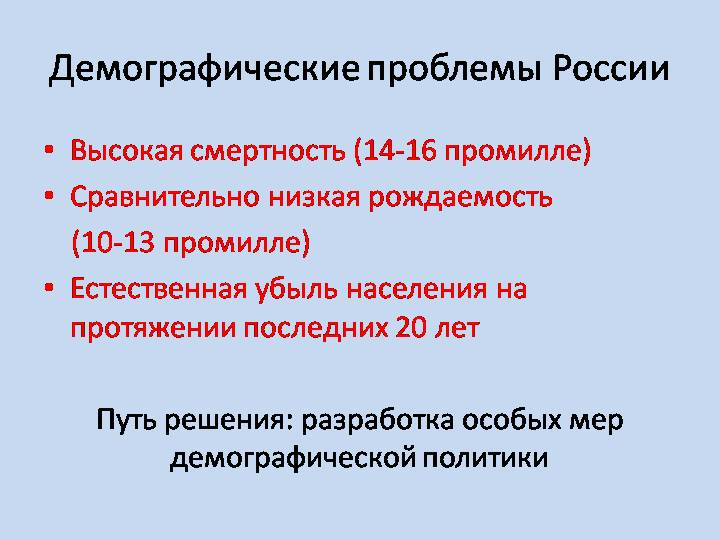 Демографические проблемы России
• Высокая смертность (14-16 промилле)
• Сравнительно низкая рождаемость
(10-13 промилле)
• Естественная убыль населения на
протяжении последних 20 лет
Путь решения: разработка особых мер
демографической политики